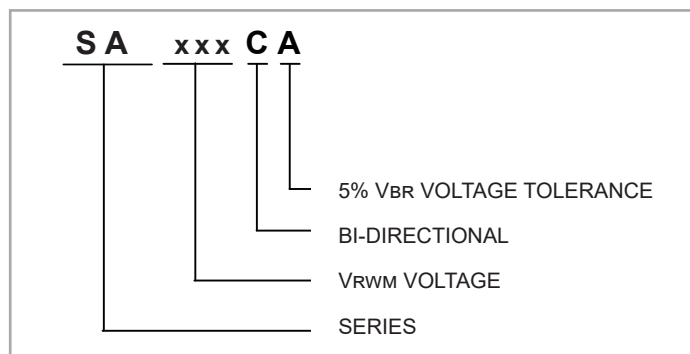 SA xxx C A
5% VBR VOLTAGE TOLERANCE
BI-DIRECTIONAL
VRWM VOLTAGE
SERIES